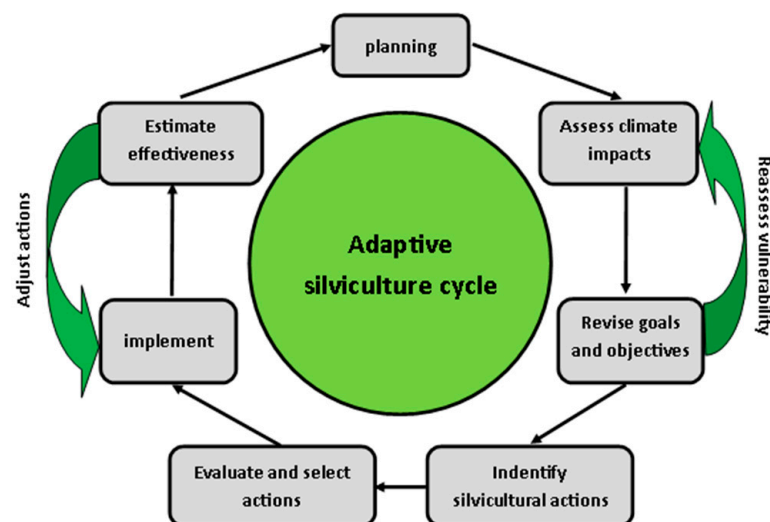 planning
Assess climate
impacts
Revise goals
and objectives
Reassess vulnerability
Indentify
silvicultural actions
Evaluate and select
actions
implement
Estimate
effectiveness
Adjust actions
Adaptive
silviculture cycle